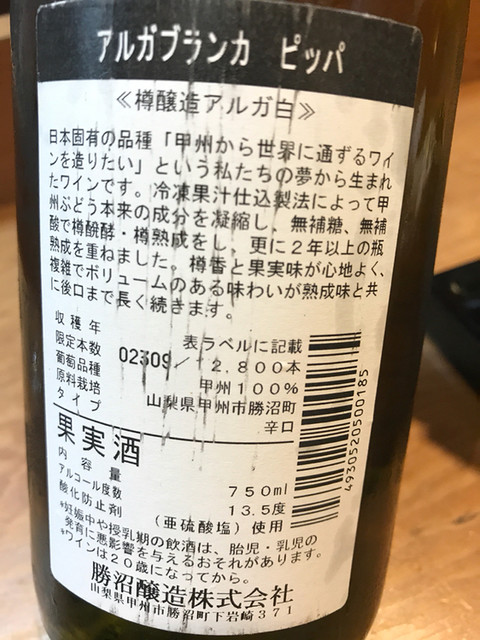 アルガブランカ ピッパ
≪樽醸造アルガ白≫
日本固有の品種「甲州から世界に通ずるワイ
ンを造りたい」という私たちの夢から生まれ
たワインです。冷凍果汁仕込製法によって甲
州ぶどう本来の成分を凝縮し、無補糖、無補
酸で樽醗酵・樽熟成をし、更に2年以上の瓶
熟成を重ねました。樽香と果実味が心地よく、
複雑でボリュームのある味わいが熟成味と共
に後口まで長く続きます。
収穫年 表ラベルに記載
限定本数 02309/12,800本
葡萄品種 甲州100%
原料栽培 山梨県甲州市勝沼町
タイプ 辛口
4930520500185
果実酒
内容量 750ml
アルコール度数 13.5度
酸化防止剤 (亜硫酸塩)使用
*妊娠中や授乳期の飲酒は、胎児・乳児の
発育に悪影響を与えるおそれがあります。
*ワインは20歳になってから。
勝沼醸造株式会社
山梨県甲州市勝沼町下岩崎371